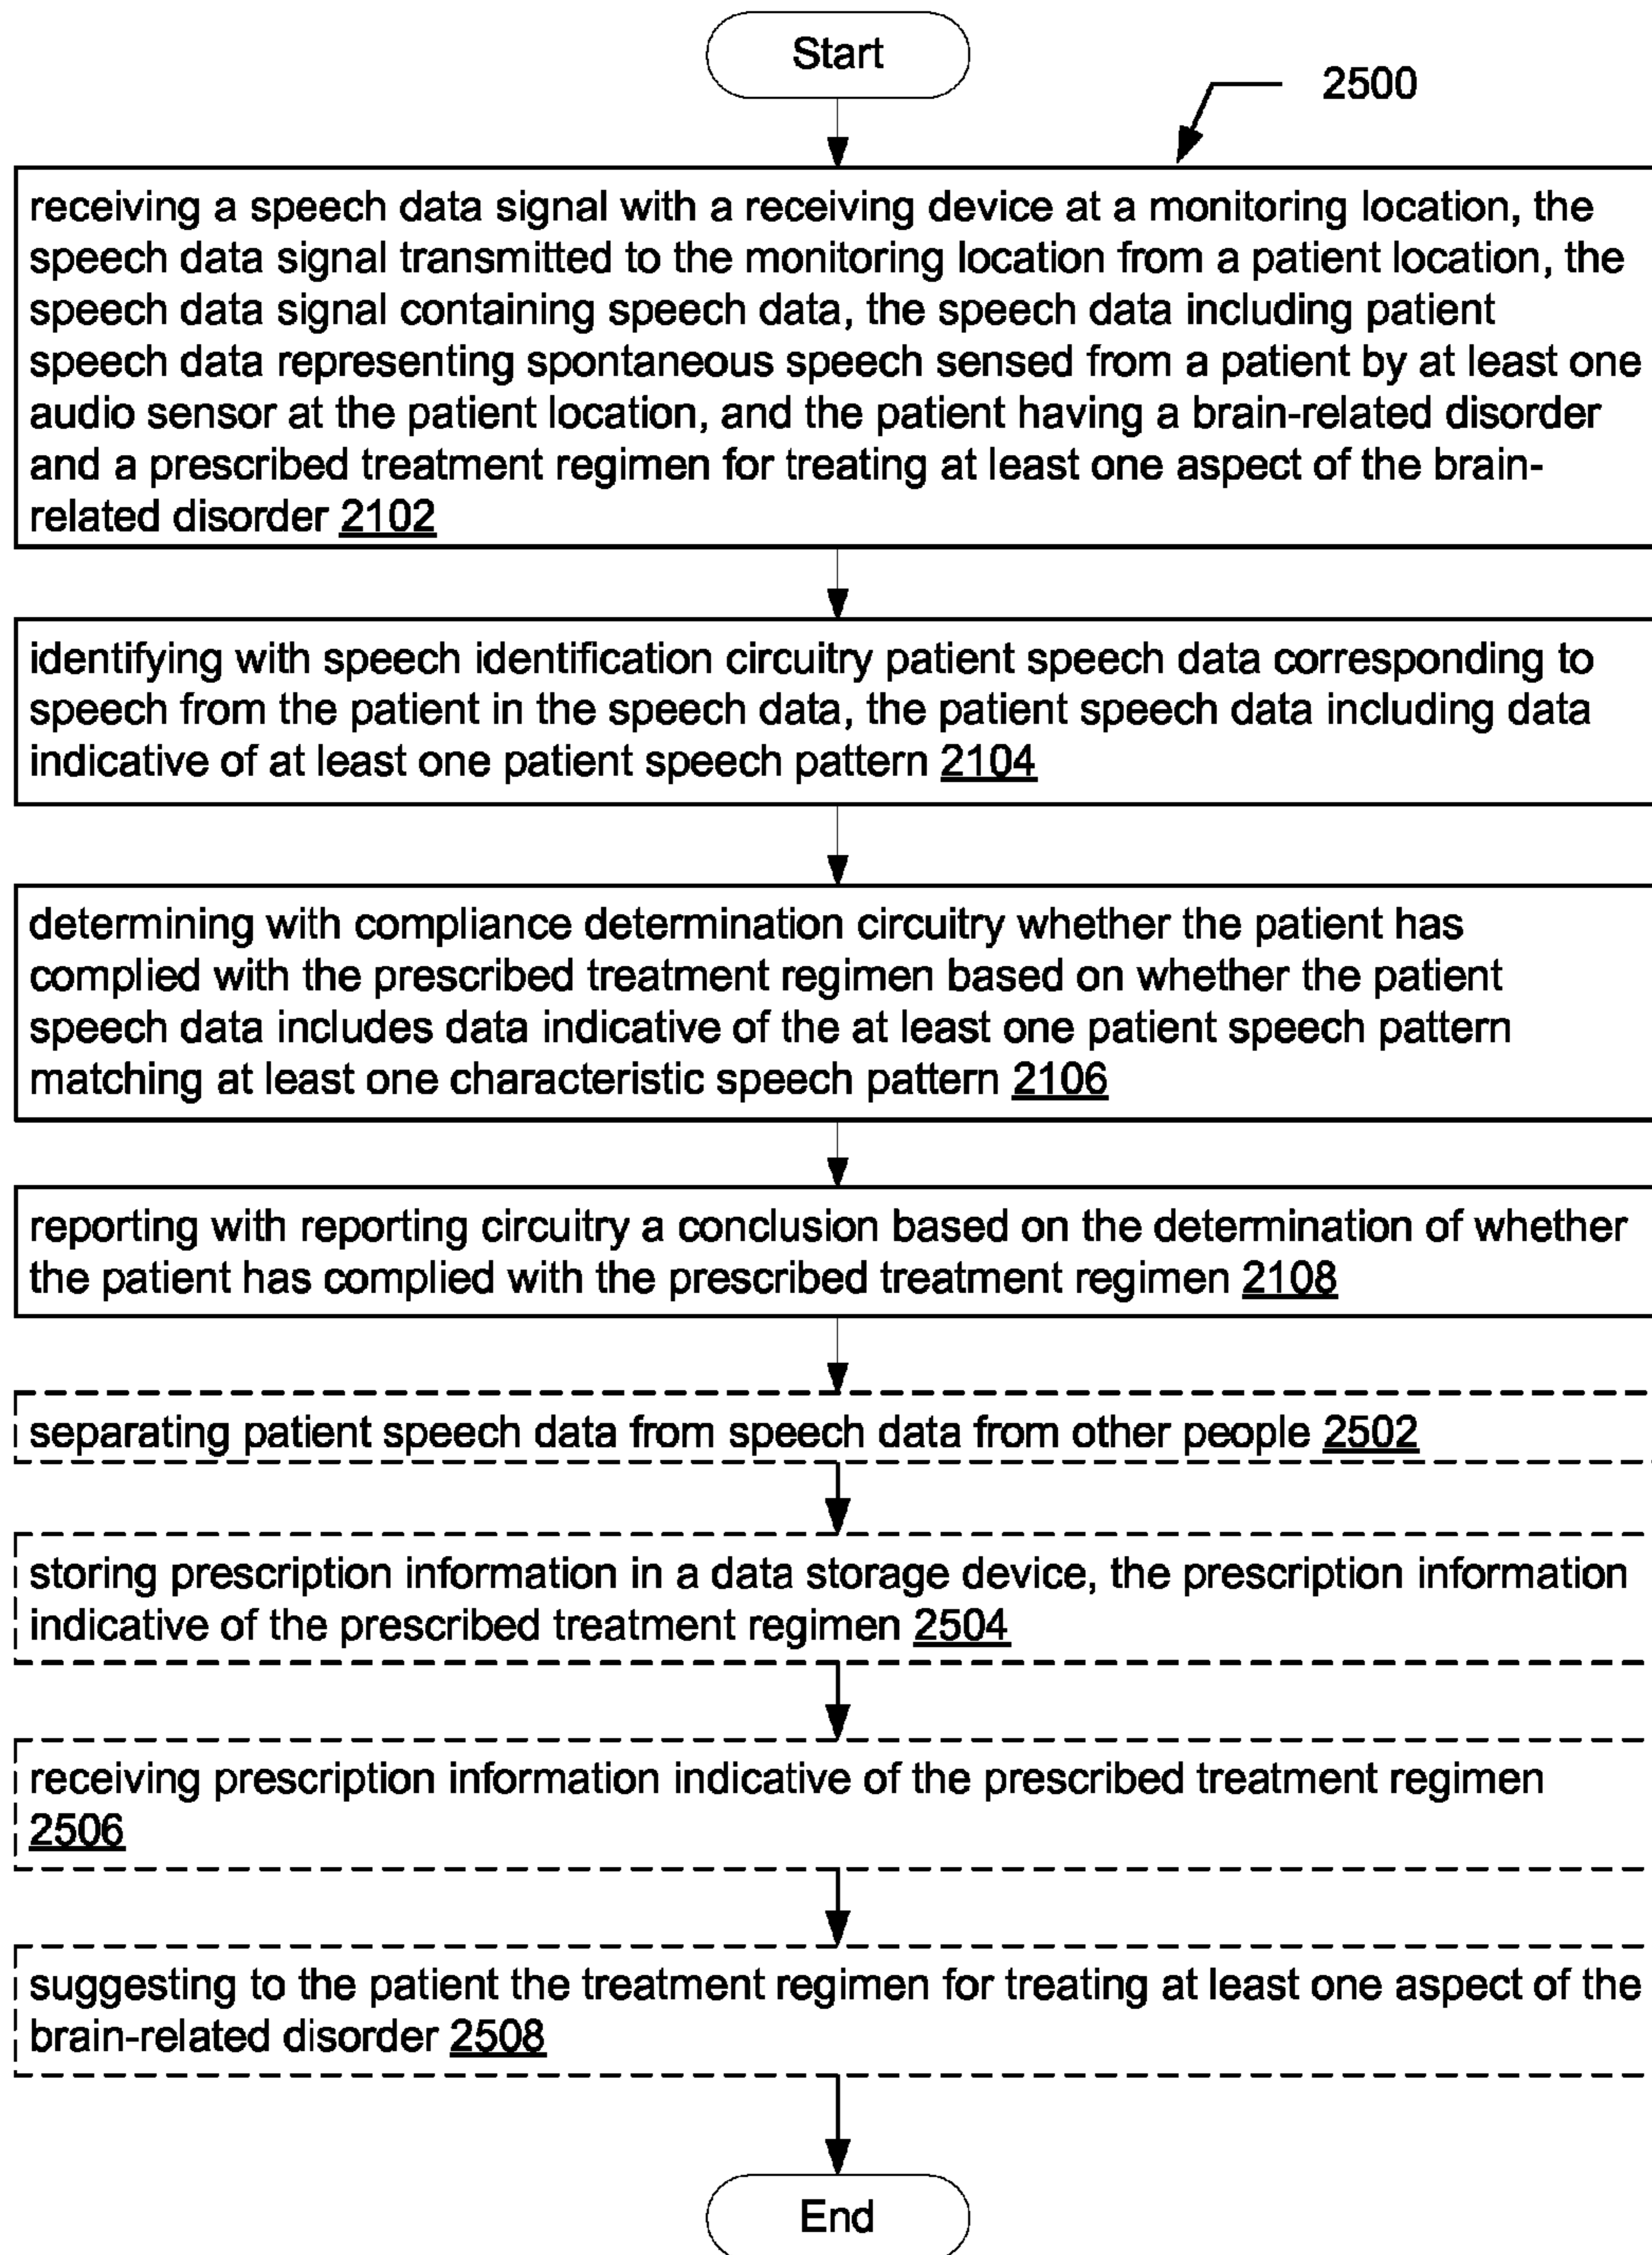 Start
2500
receiving a speech data signal with a receiving device at a monitoring location, the
speech data signal transmitted to the monitoring location from a patient location, the
speech data signal containing speech data, the speech data including patient
speech data representing spontaneous speech sensed from a patient by at least one
audio sensor at the patient location, and the patient having a brain-related disorder
and a prescribed treatment regimen for treating at least one aspect of the brain-
related disorder 2102
identifying with speech identification circuitry patient speech data corresponding to
speech from the patient in the speech data, the patient speech data including data
indicative of at least one patient speech pattern 2104
determining with compliance determination circuitry whether the patient has
complied with the prescribed treatment regimen based on whether the patient
speech data includes data indicative of the at least one patient speech pattern
matching at least one characteristic speech pattern 2106
reporting with reporting circuitry a conclusion based on the determination of whether
the patient has complied with the prescribed treatment regimen 2108
separating patient speech data from speech data from other people 2502
storing prescription information in a data storage device, the prescription information
indicative of the prescribed treatment regimen 2504
receiving prescription information indicative of the prescribed treatment regimen
2506
suggesting to the patient the treatment regimen for treating at least one aspect of the
brain-related disorder 2508
End